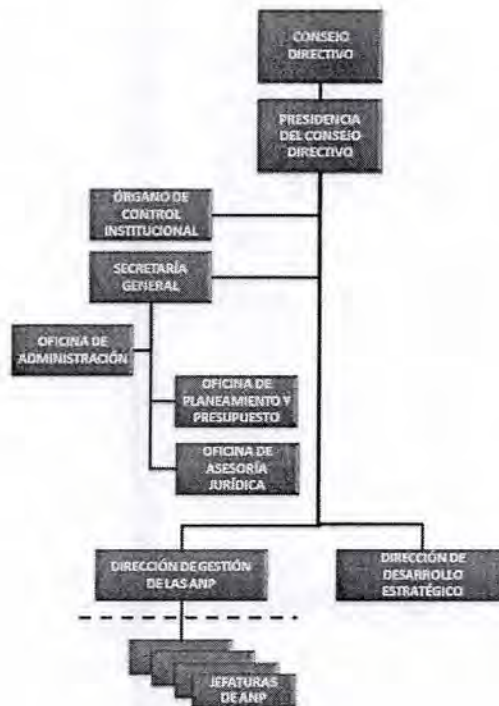 CONSEJO
DIRECTIVO
PRESIDENCIA
DEL CONSEJO
DIRECTIVO
ÓRGANO DE
CONTROL
INSTITUCIONAL
SECRETARÍA
GENERAL
OFICINA DE
ADMINISTRACIÓN
OFICINA DE
PLANEAMIENTO Y
PRESUPUESTO
OFICINA DE
ASESORÍA
JURÍDICA
DIRECCIÓN DE GESTIÓN
DE LAS ANP
DIRECCIÓN DE
DESARROLLO
ESTRATÉGICO
JEFATURAS
DE ANP